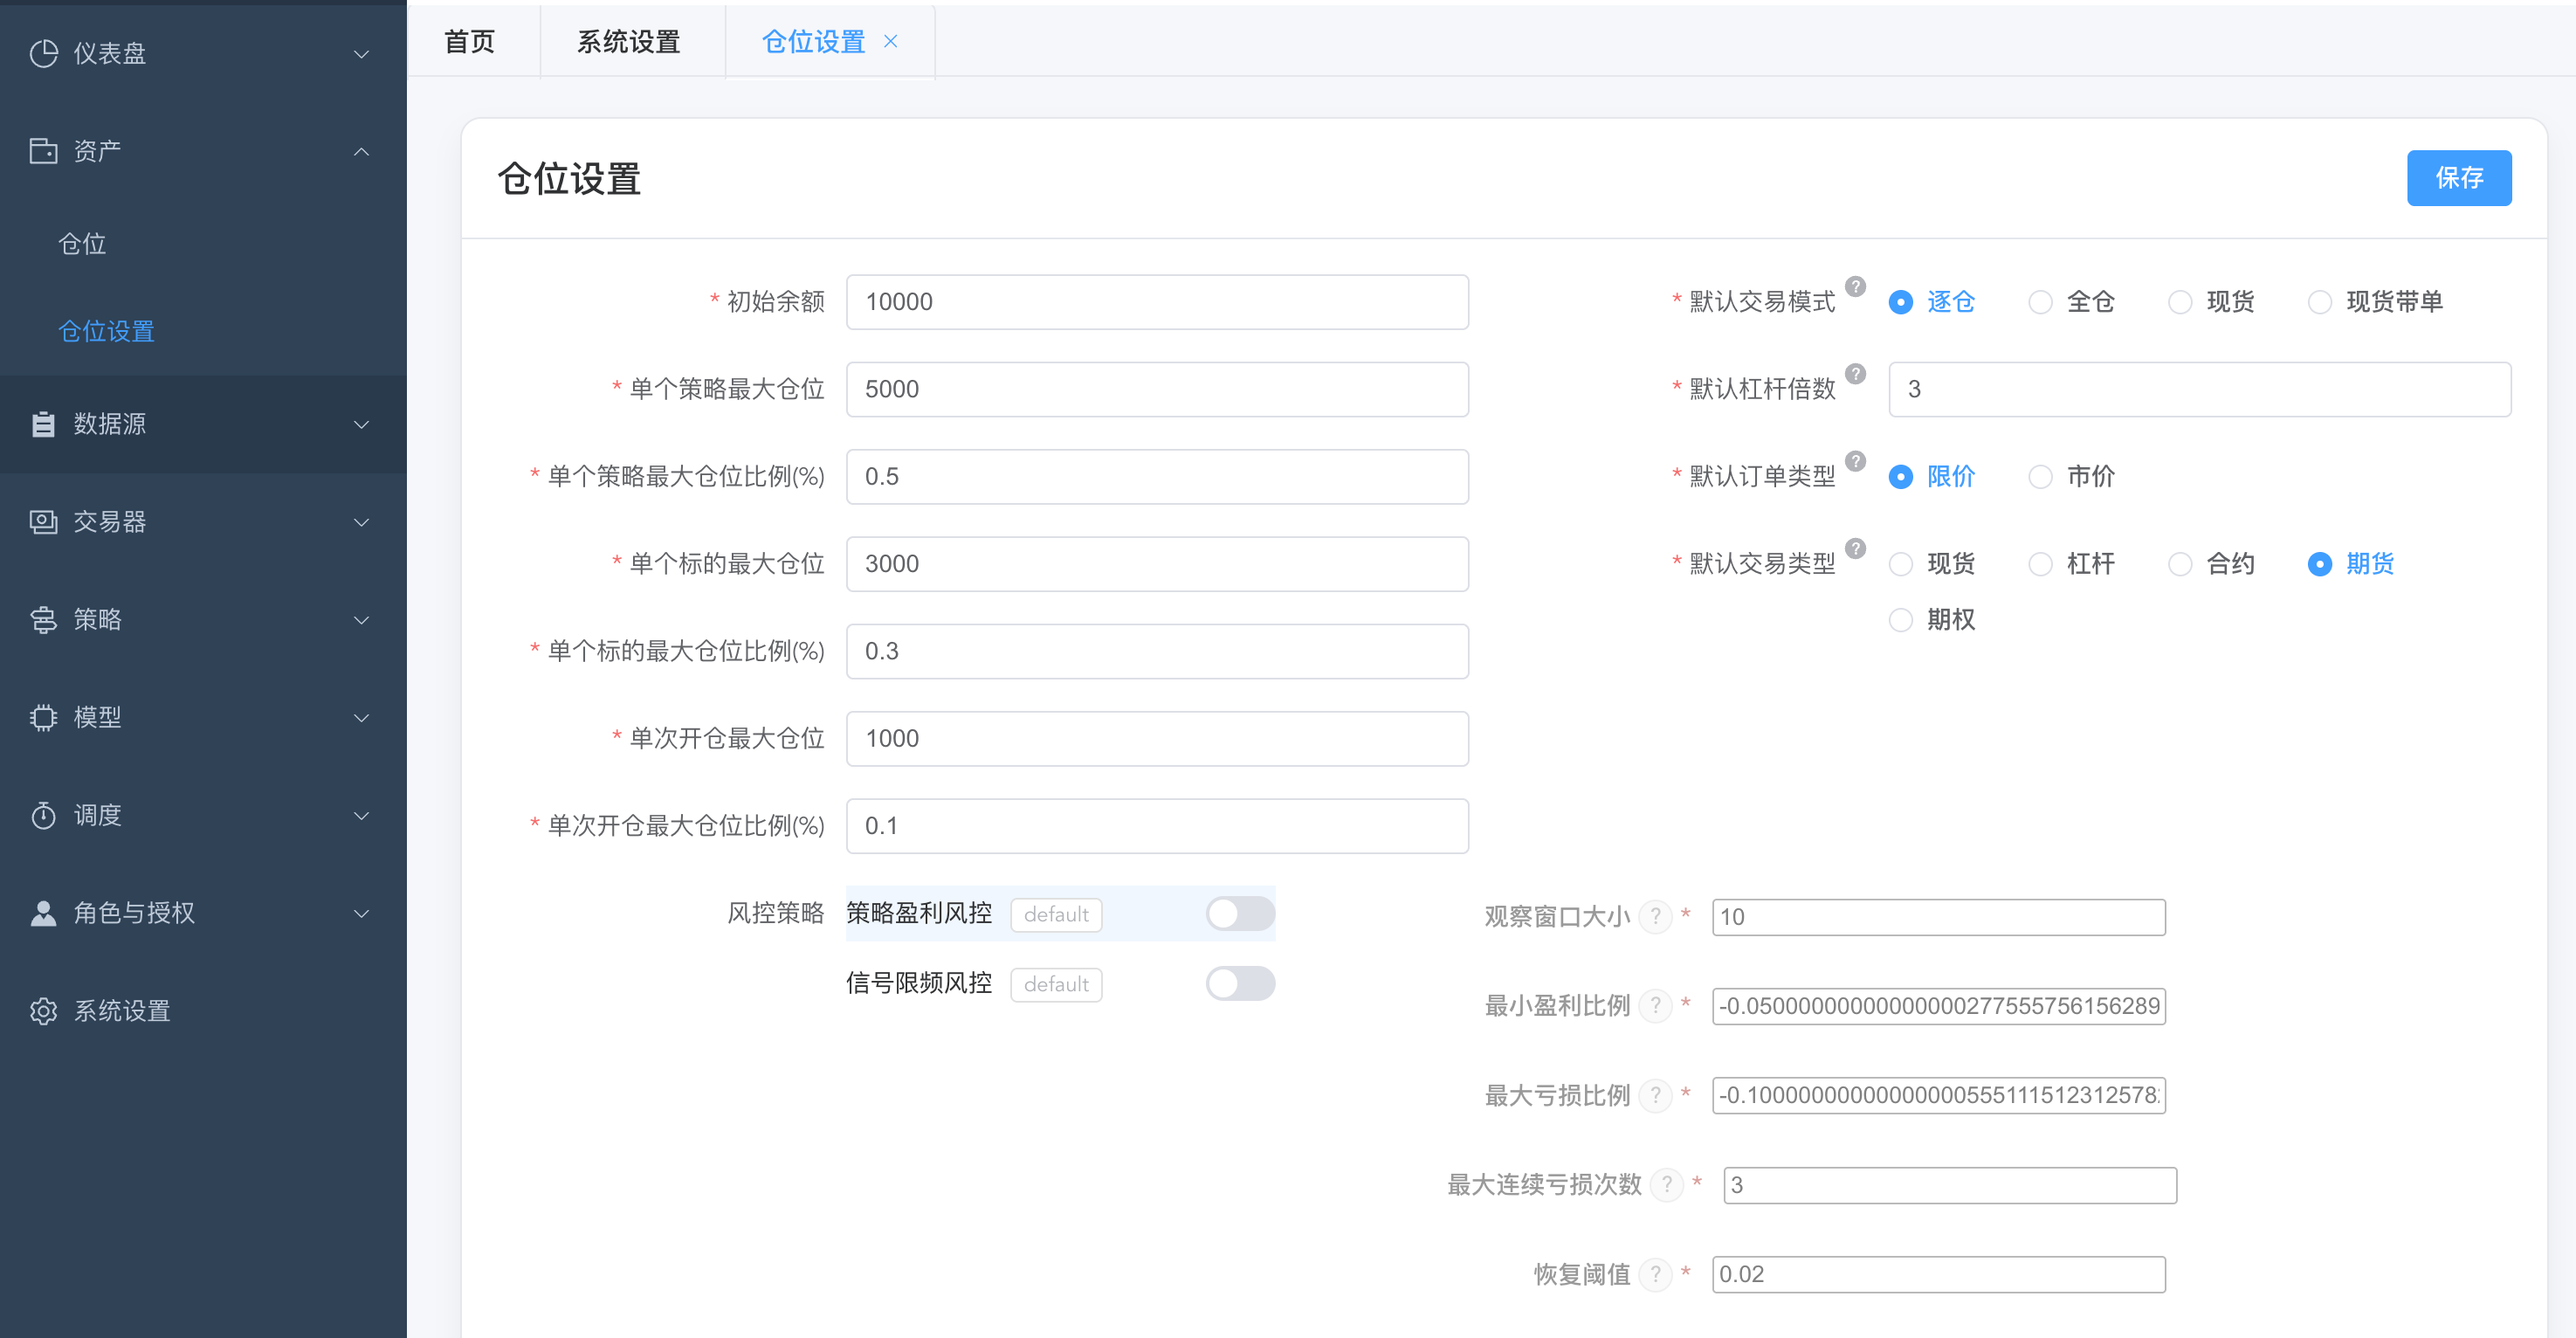 仪表盘
资产
仓位
仓位设置
数据源
交易器
策略
模型
调度
角色与授权
系统设置
首页
系统设置
仓位设置
仓位设置
保存
* 初始余额 10000
* 单个策略最大仓位 5000
* 单个策略最大仓位比例(%) 0.5
* 单个标的最大仓位 3000
* 单个标的最大仓位比例(%) 0.3
* 单次开仓最大仓位 1000
* 单次开仓最大仓位比例(%) 0.1
* 默认交易模式 ? 逐仓 全仓 现货 现货带单
* 默认杠杆倍数 ? 3
* 默认订单类型 ? 限价 市价
* 默认交易类型 ? 现货 杠杆 合约 期货
期权
风控策略 策略盈利风控 default
信号限频风控 default
观察窗口大小 ? * 10
最小盈利比例 ? * -0.05000000000000000277555756156289
最大亏损比例 ? * -0.10000000000000000555111512312578
最大连续亏损次数 ? * 3
恢复阈值 ? * 0.02